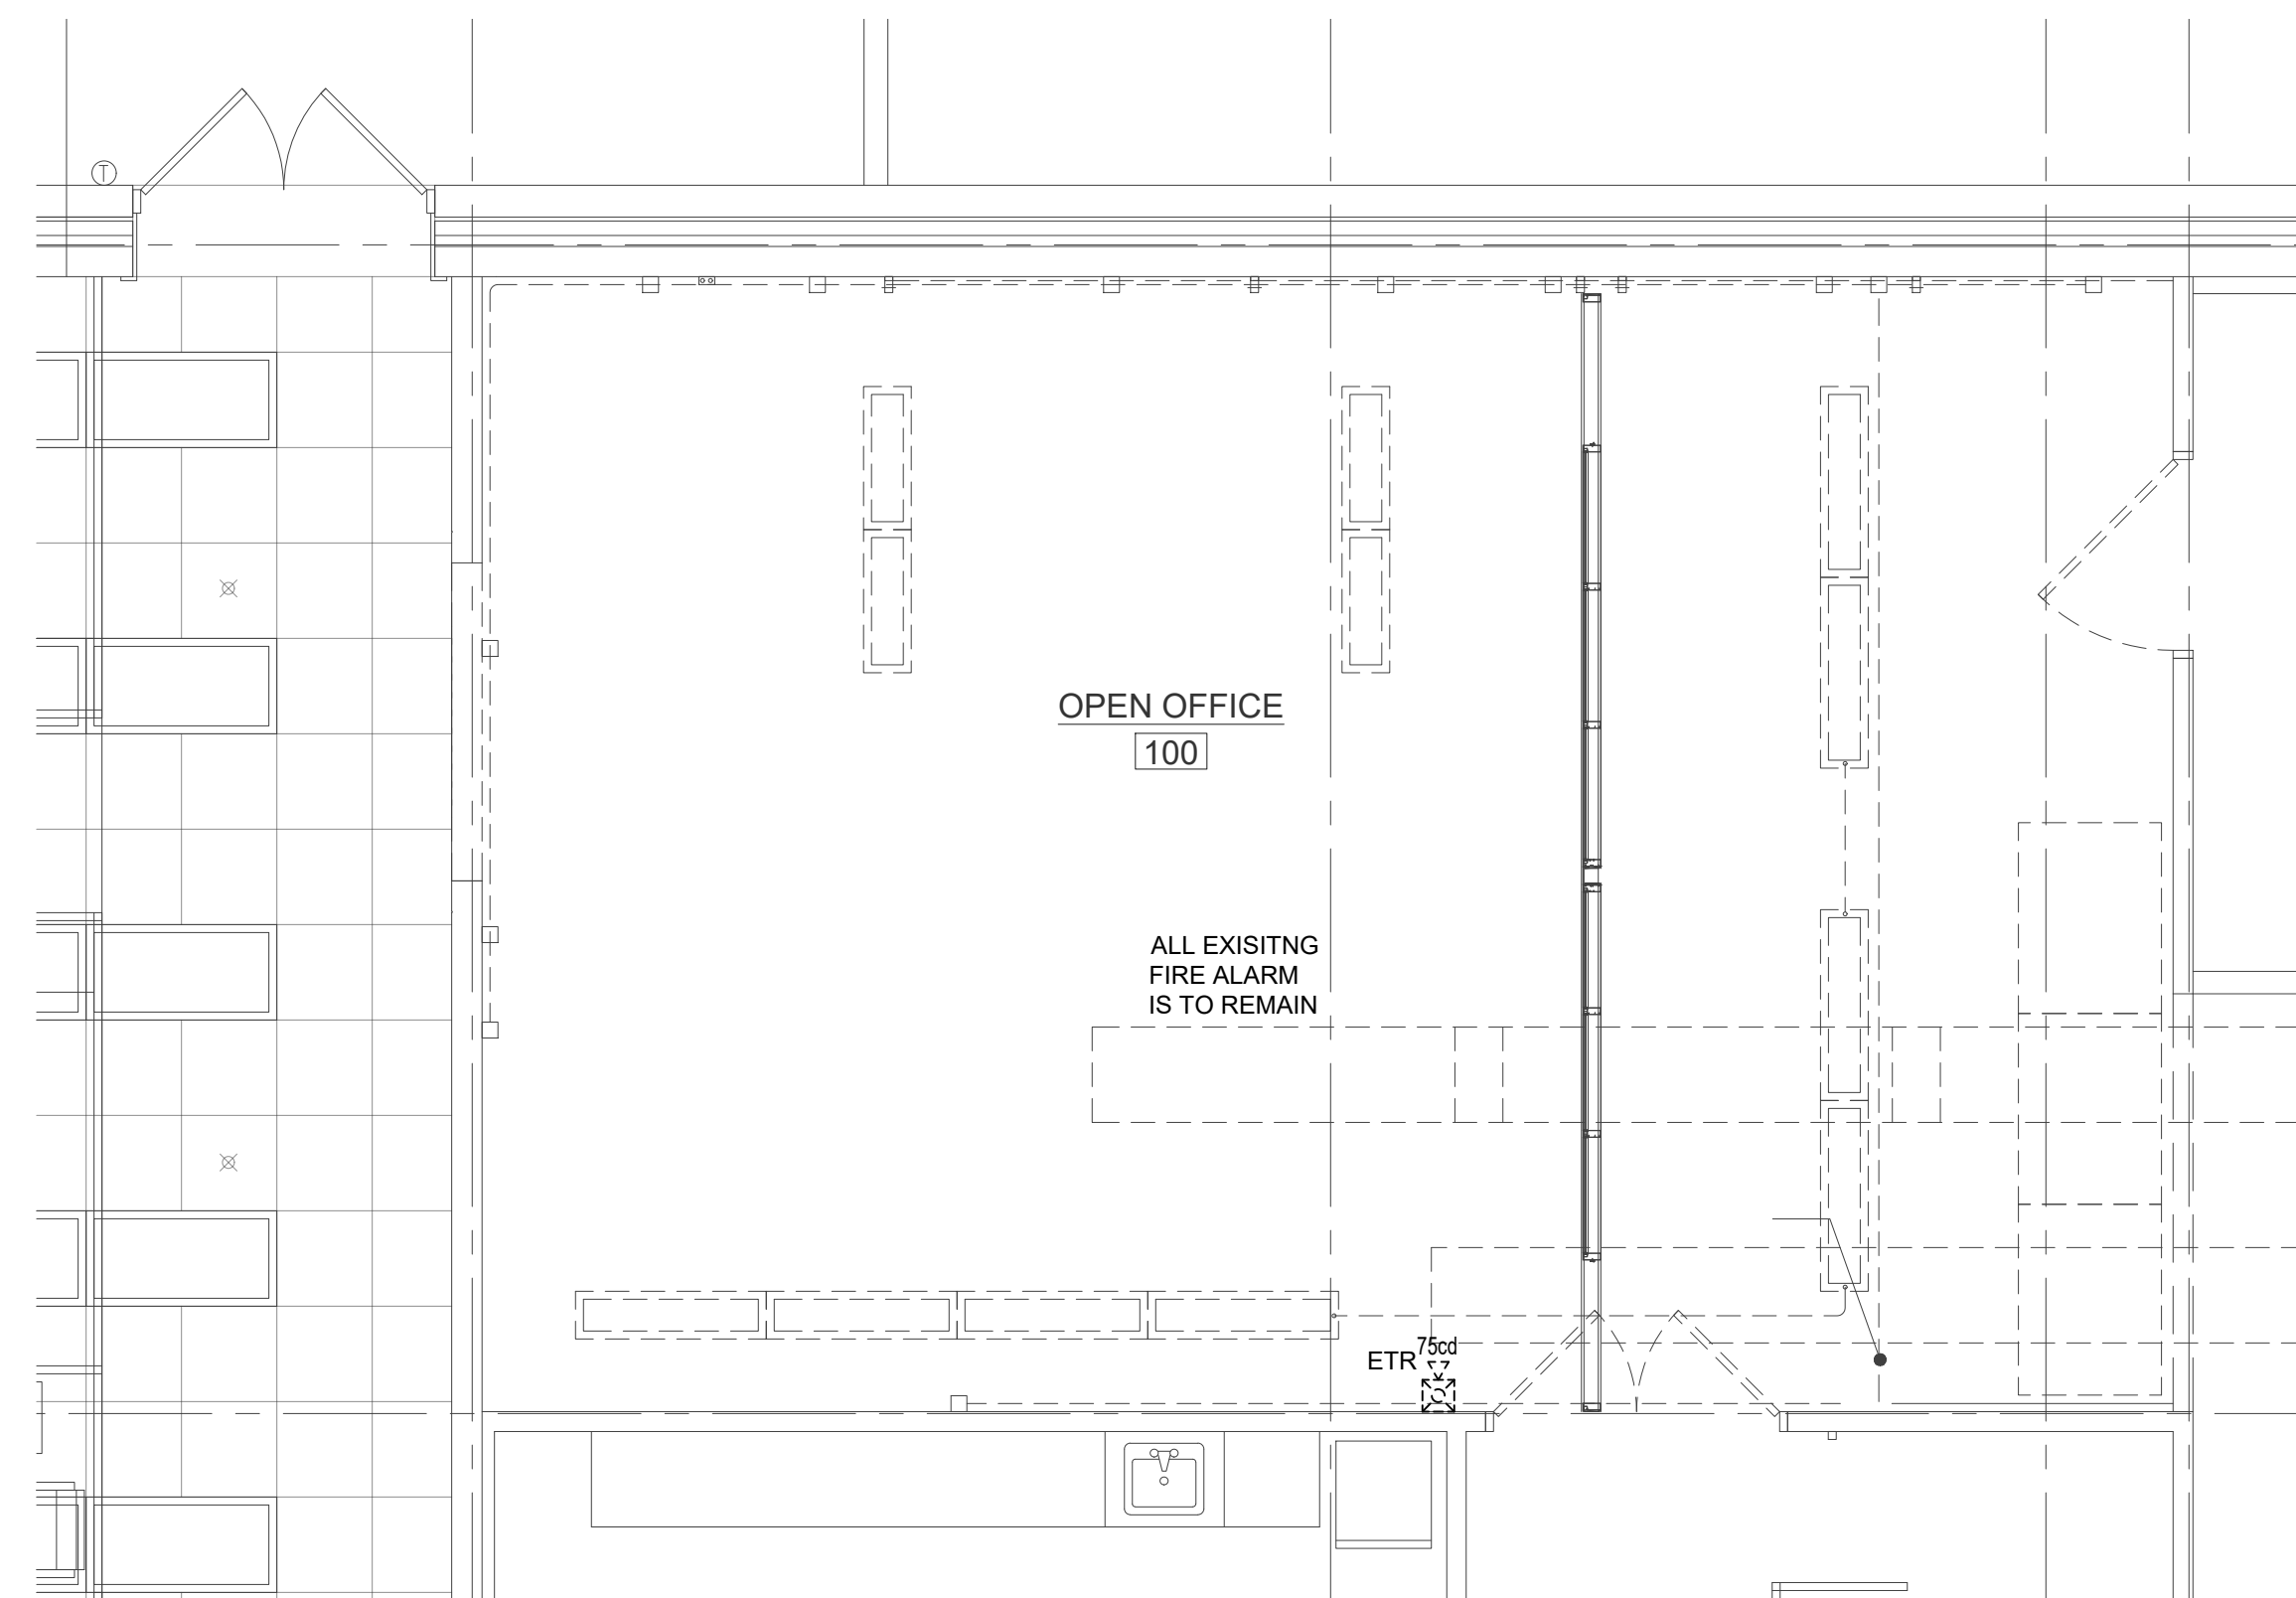 T
OPEN OFFICE
100
ALL EXISITNG
FIRE ALARM
IS TO REMAIN
75cd
ETR